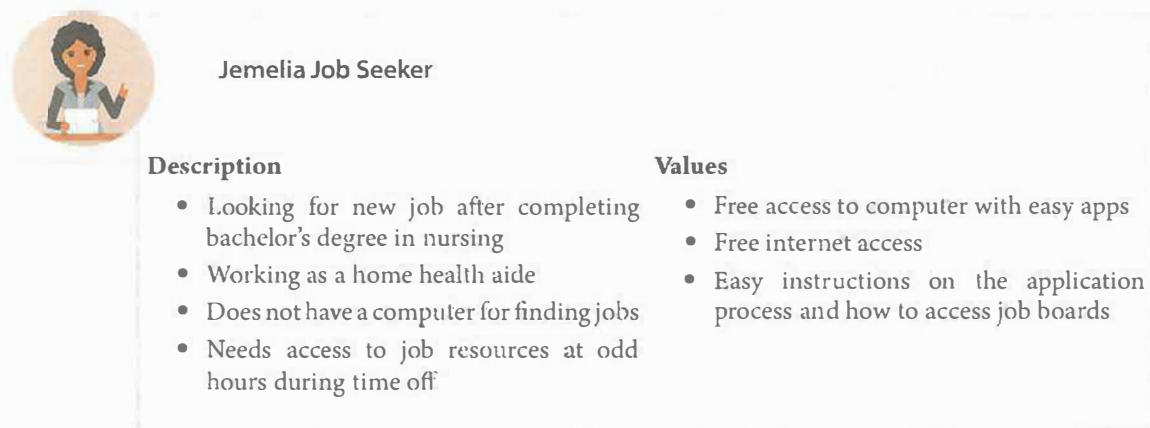 Jemelia Job Seeker
Description
• Looking for new job after completing
bachelor's degree in nursing
• Working as a home health aide
• Does not have a computer for finding jobs
• Needs access to job resources at odd
hours during time off
Values
• Free access to computer with easy apps
• Free internet access
• Easy instructions on the application
process and how to access job boards